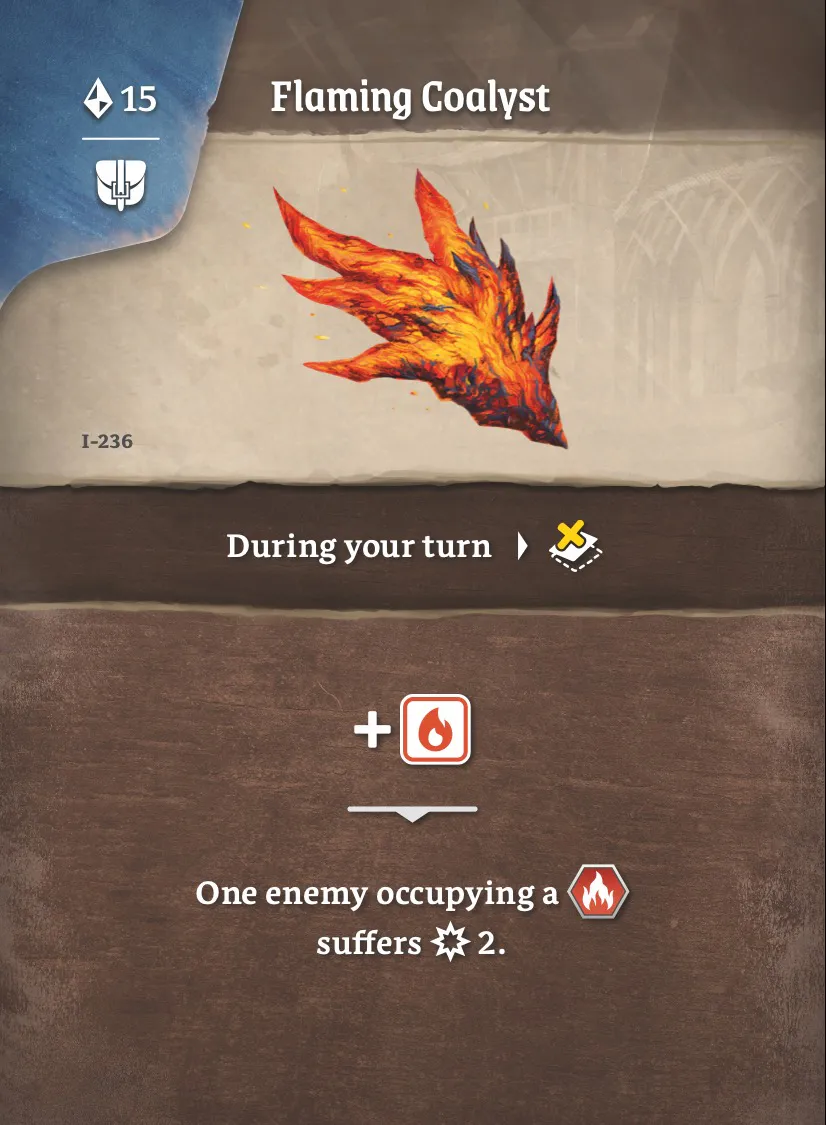 15
Flaming Coalyst
I-236
During your turn
+
One enemy occupying a
suffers 2.